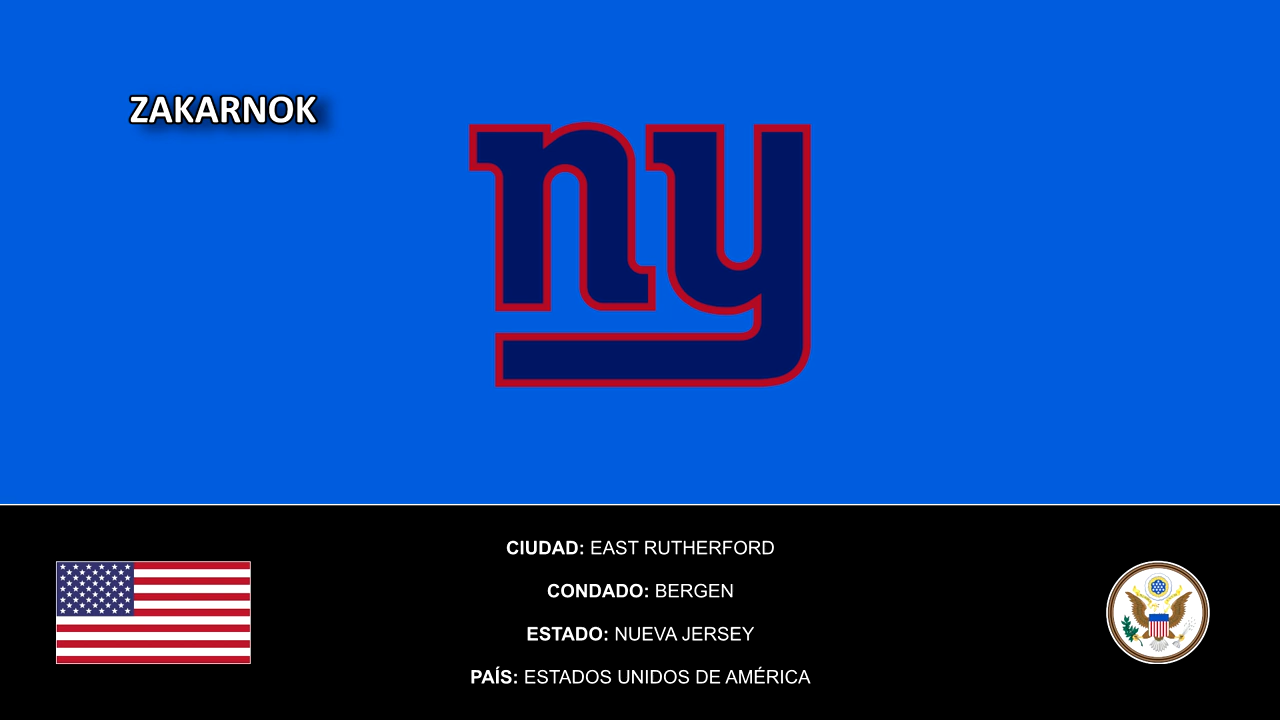 ZAKARNOK
ny
CIUDAD: EAST RUTHERFORD
CONDADO: BERGEN
ESTADO: NUEVA JERSEY
PAÍS: ESTADOS UNIDOS DE AMÉRICA